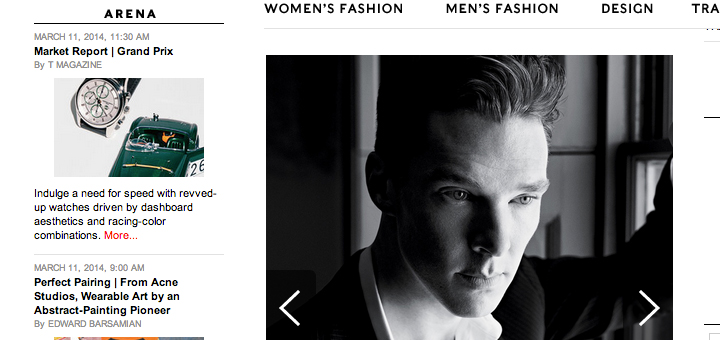 ARENA
WOMEN'S FASHION
MEN'S FASHION
DESIGN
TRA
MARCH 11, 2014, 11:30 AM
Market Report | Grand Prix
By T MAGAZINE
26
Indulge a need for speed with revved-
up watches driven by dashboard
aesthetics and racing-color
combinations. More...
MARCH 11, 2014, 9:00 AM
Perfect Pairing | From Acne
Studios, Wearable Art by an
Abstract-Painting Pioneer
By EDWARD BARSAMIAN